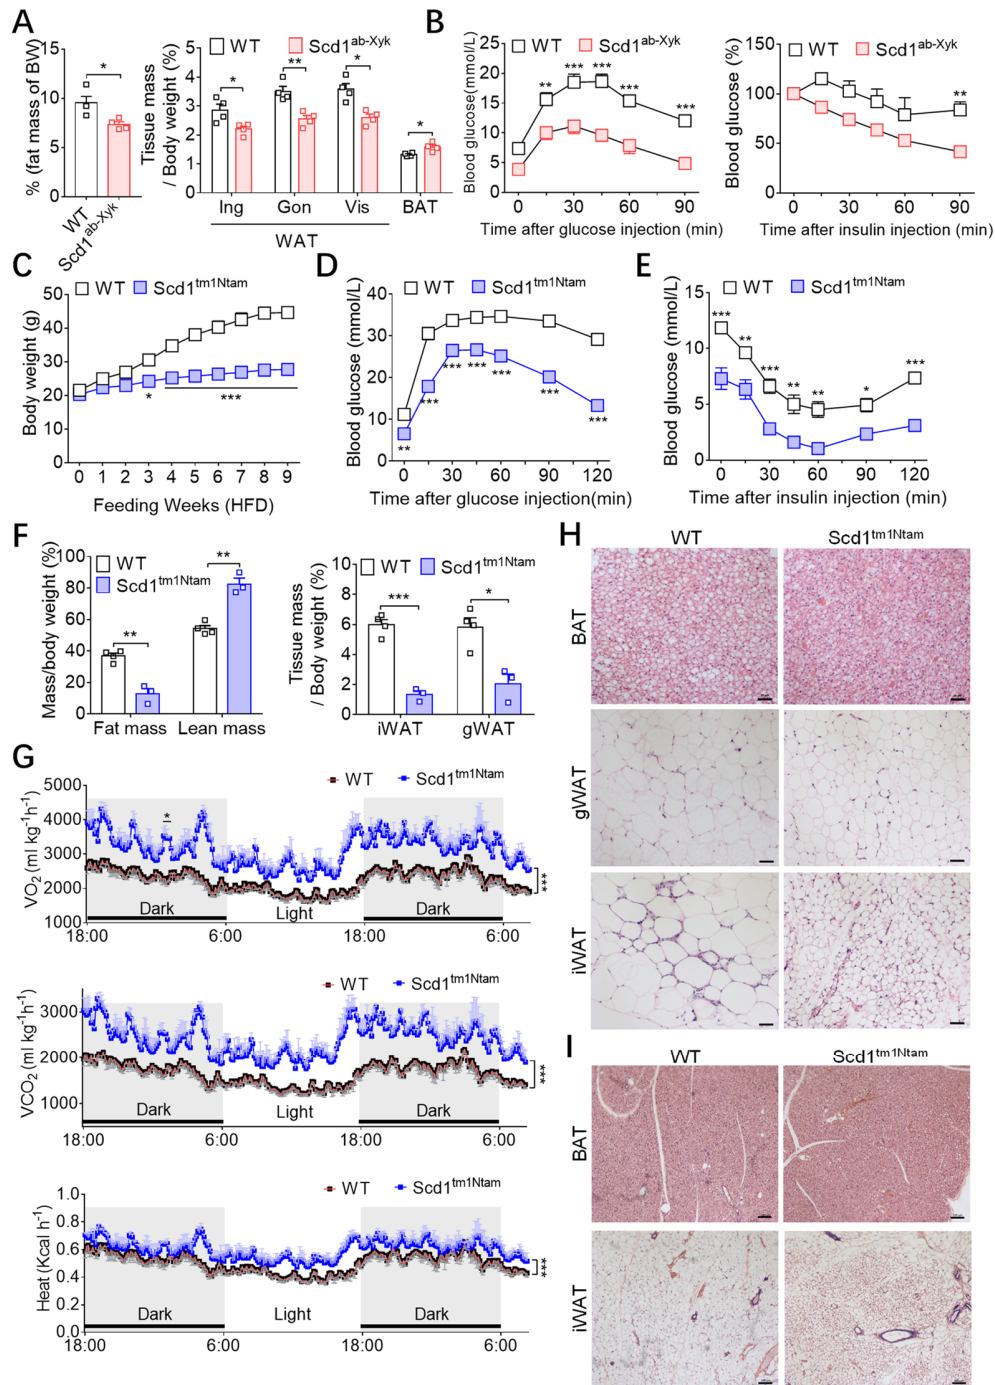 A
% (fat mass of BW)
15
10
5
0
*
WT
Scd1ab-Xyk
Tissue mass
/ Body weight (%)
WT
Scd1ab-Xyk
5
4
3
2
1
0
*
**
*
*
Ing
Gon
Vis
BAT
WAT
B
Blood glucose(mmol/L)
WT
Scd1ab-Xyk
25
20
15
10
5
0
**
***
***
***
***
0
15
30
45
60
90
Time after glucose injection (min)
Blood glucose (%)
WT
Scd1ab-Xyk
150
100
50
0
**
0
15
30
45
60
90
Time after insulin injection (min)
C
WT
Scd1tm1Ntam
Body weight (g)
50
40
30
20
10
0
*
***
0 1 2 3 4 5 6 7 8 9
Feeding Weeks (HFD)
D
WT
Scd1tm1Ntam
Blood glucose (mmol/L)
40
30
20
10
0
**
***
***
***
***
***
***
0
30
60
90
120
Time after glucose injection(min)
E
WT
Scd1tm1Ntam
Blood glucose (mmol/L)
15
10
5
0
***
**
***
**
**
*
***
0
30
60
90
120
Time after insulin injection (min)
F
WT
Scd1tm1Ntam
Mass/body weight (%)
100
80
60
40
20
0
**
**
Fat mass
Lean mass
WT
Scd1tm1Ntam
Tissue mass
/ Body weight (%)
10
8
6
4
2
0
***
*
iWAT
gWAT
G
WT
Scd1tm1Ntam
VO2 (ml kg-1h-1)
5000
4000
3000
2000
1000
*
***
Dark
Light
Dark
18:00
6:00
18:00
6:00
WT
Scd1tm1Ntam
VCO2 (ml kg-1h-1)
3000
2000
1000
***
Dark
Light
Dark
18:00
6:00
18:00
6:00
WT
Scd1tm1Ntam
Heat (Kcal h-1)
1.0
0.8
0.6
0.4
0.2
0.0
***
Dark
Light
Dark
18:00
6:00
18:00
6:00
H
WT
Scd1tm1Ntam
BAT
gWAT
iWAT
I
WT
Scd1tm1Ntam
BAT
iWAT